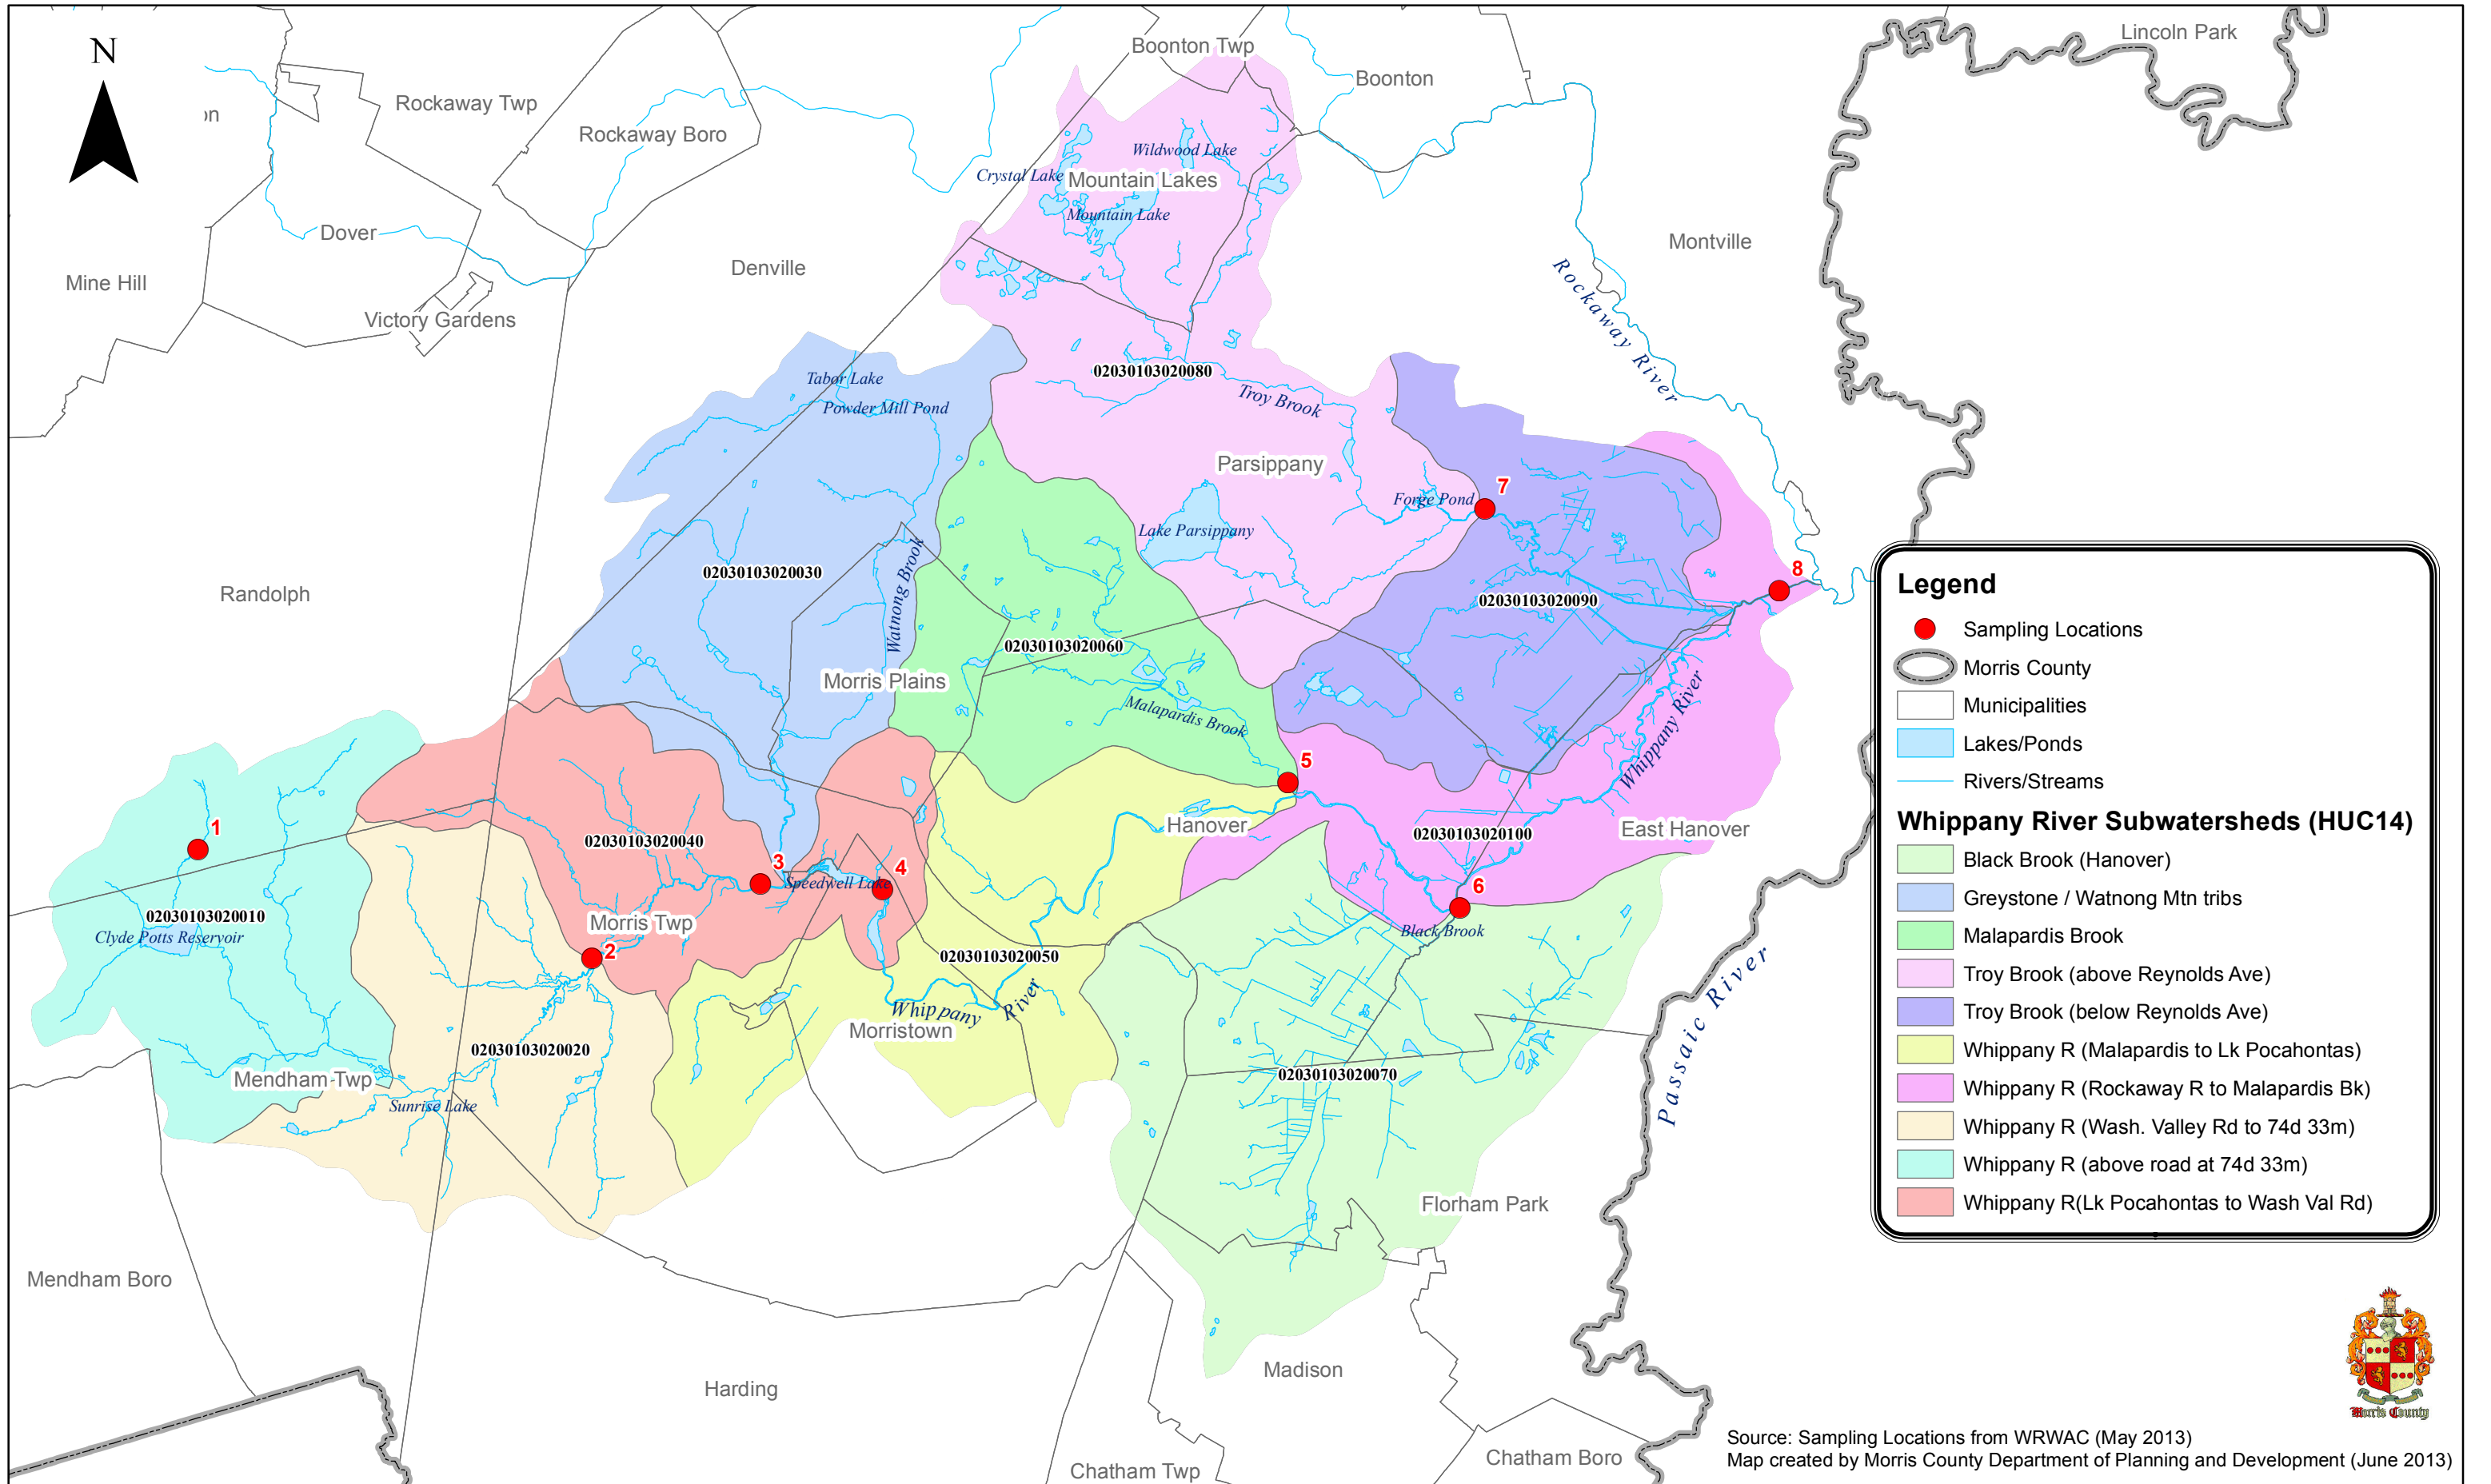 N
on
Rockaway Twp
Rockaway Boro
Boonton Twp
Boonton
Lincoln Park
Wildwood Lake
Crystal Lake
Mountain Lakes
Mountain Lake
Dover
Mine Hill
Denville
Montville
Victory Gardens
Rockaway River
Tabor Lake
Powder Mill Pond
02030103020080
Troy Brook
Parsippany
Forge Pond
7
Lake Parsippany
8
02030103020030
Watnong Brook
Randolph
02030103020090
02030103020060
Morris Plains
Malapardis Brook
Whippany River
5
1
Hanover
02030103020100
East Hanover
02030103020040
3
4
Speedwell Lake
6
02030103020010
Clyde Potts Reservoir
Morris Twp
2
Black Brook
02030103020050
Whippany River
Morristown
Passaic River
02030103020020
Mendham Twp
Sunrise Lake
02030103020070
Florham Park
Mendham Boro
Harding
Madison
Chatham Twp
Chatham Boro
Legend
Sampling Locations
Morris County
Municipalities
Lakes/Ponds
Rivers/Streams
Whippany River Subwatersheds (HUC14)
Black Brook (Hanover)
Greystone / Watnong Mtn tribs
Malapardis Brook
Troy Brook (above Reynolds Ave)
Troy Brook (below Reynolds Ave)
Whippany R (Malapardis to Lk Pocahontas)
Whippany R (Rockaway R to Malapardis Bk)
Whippany R (Wash. Valley Rd to 74d 33m)
Whippany R (above road at 74d 33m)
Whippany R(Lk Pocahontas to Wash Val Rd)
Morris County
Source: Sampling Locations from WRWAC (May 2013)
Map created by Morris County Department of Planning and Development (June 2013)